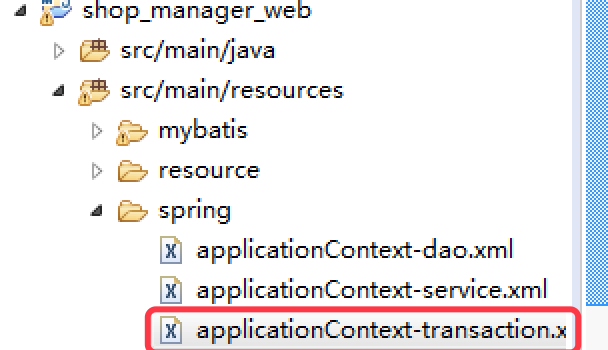 shop_manager_web
src/main/java
src/main/resources
mybatis
resource
spring
applicationContext-dao.xml
applicationContext-service.xml
applicationContext-transaction.x